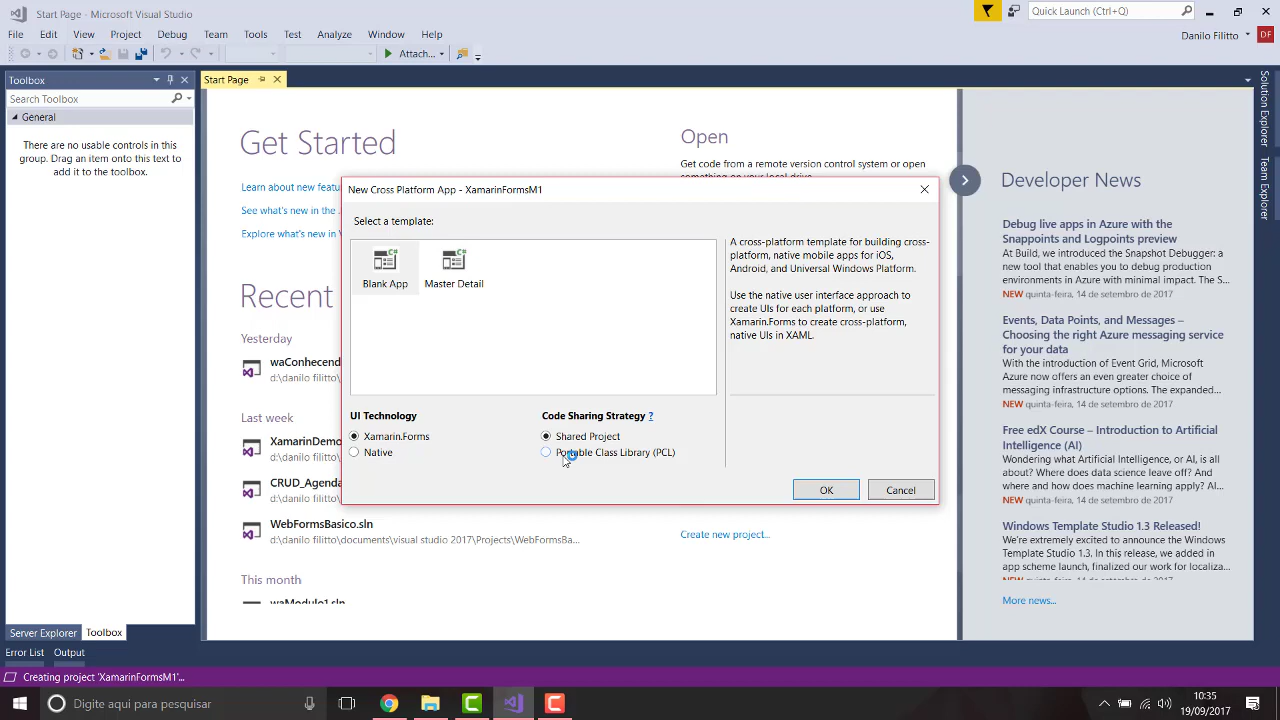 Start Page - Microsoft Visual Studio
Quick Launch (Ctrl+Q)
File Edit View Project Debug Team Tools Test Analyze Window Help
Danilo Filitto DF
Attach...
Toolbox
Search Toolbox
General
There are no usable controls in this
group. Drag an item onto this text to
add it to the toolbox.
Server Explorer Toolbox
Error List Output
Start Page
Get Started
Learn about new featu
See what's new in the
Explore what's new in
Recent
Yesterday
waConhecend
d:\danilo filitto\
Last week
XamarinDemo
d:\danilo filitto\
CRUD_Agenda
d:\danilo filitto\
WebFormsBasico.sln
d:\danilo filitto\documents\visual studio 2017\Projects\WebFormsBa...
This month
waModulo1.sln
Open
Get code from a remote version control system or open
something on your local drive.
Create new project...
New Cross Platform App - XamarinFormsM1
Select a template:
C# C#
Blank App Master Detail
A cross-platform template for building cross-
platform, native mobile apps for iOS,
Android, and Universal Windows Platform.
Use the native user interface approach to
create UIs for each platform, or use
Xamarin.Forms to create cross-platform,
native UIs in XAML.
UI Technology
Xamarin.Forms
Native
Code Sharing Strategy ?
Shared Project
Portable Class Library (PCL)
OK Cancel
Developer News
Debug live apps in Azure with the
Snappoints and Logpoints preview
At Build, we introduced the Snapshot Debugger: a
new tool that enables you to debug production
environments in Azure with minimal impact. The S...
NEW quinta-feira, 14 de setembro de 2017
Events, Data Points, and Messages –
Choosing the right Azure messaging service
for your data
With the introduction of Event Grid, Microsoft
Azure now offers an even greater choice of
messaging infrastructure options. The expanded...
NEW quinta-feira, 14 de setembro de 2017
Free edX Course – Introduction to Artificial
Intelligence (AI)
Wondering what Artificial Intelligence, or AI, is all
about? Where does data science leave off? And
where and how does machine learning apply? Al...
NEW quinta-feira, 14 de setembro de 2017
Windows Template Studio 1.3 Released!
We're extremely excited to announce the Windows
Template Studio 1.3. In this release, we added in
app scheme launch, finalized our work for localiza...
NEW quinta-feira, 14 de setembro de 2017
More news...
Solution Explorer
Team Explorer
Creating project 'XamarinFormsM1'...
Digite aqui para pesquisar
10:35
19/09/2017